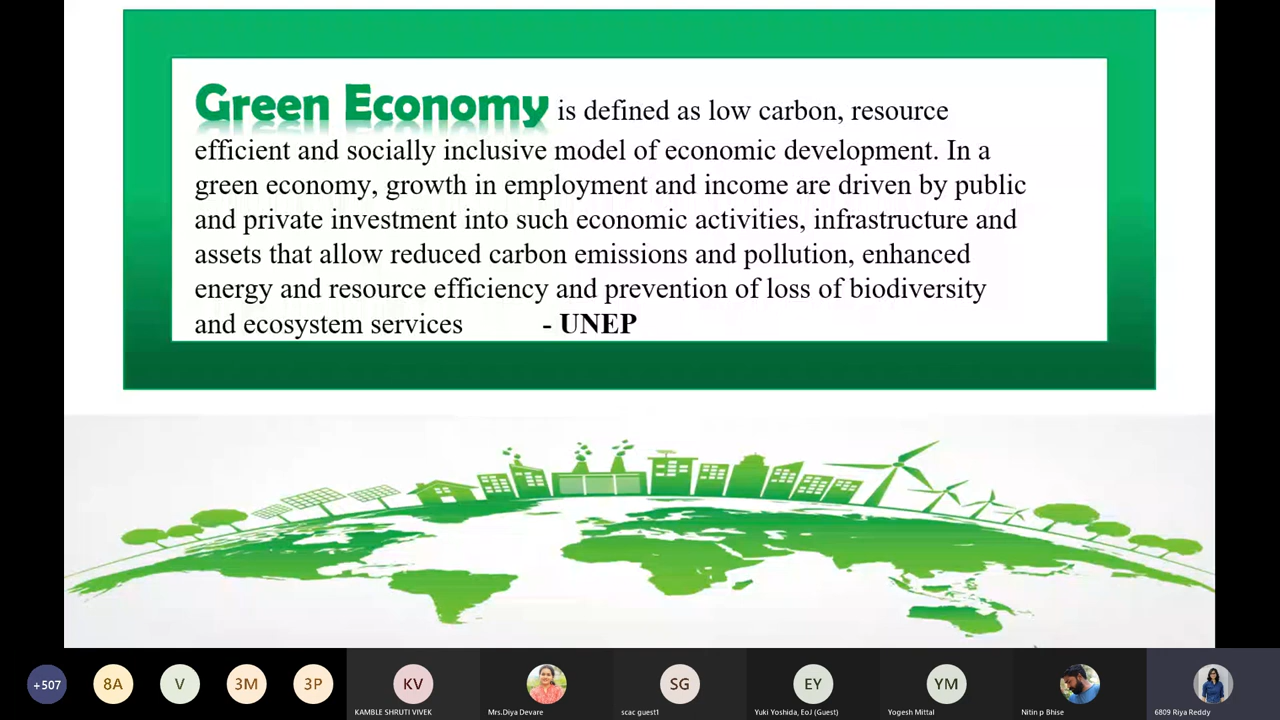 Green Economy is defined as low carbon, resource
efficient and socially inclusive model of economic development. In a
green economy, growth in employment and income are driven by public
and private investment into such economic activities, infrastructure and
assets that allow reduced carbon emissions and pollution, enhanced
energy and resource efficiency and prevention of loss of biodiversity
and ecosystem services - UNEP
+507 8A V 3M 3P KV SG EY YM
KAMBLE SHRUTI VIVEK Mrs.Diya Devare scac guest1 Yuki Yoshida, EoJ (Guest) Yogesh Mittal Nitin p Bhise 6809 Riya Reddy